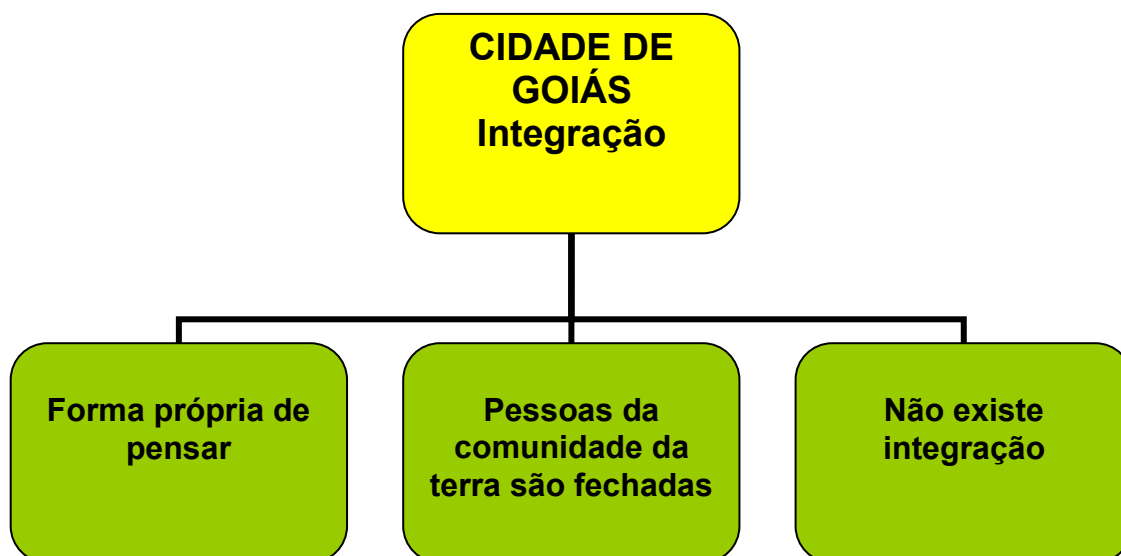 CIDADE DE
GOIÁS
Integração
Forma própria de
pensar
Pessoas da
comunidade da
terra são fechadas
Não existe
integração